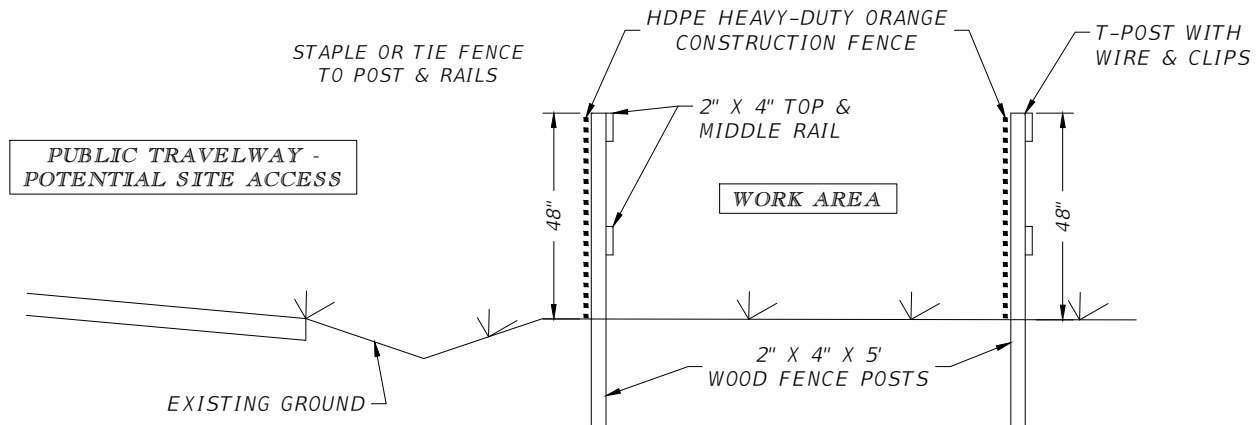 HDPE HEAVY-DUTY ORANGE
CONSTRUCTION FENCE
T-POST WITH
WIRE & CLIPS
STAPLE OR TIE FENCE
TO POST & RAILS
2" X 4" TOP &
MIDDLE RAIL
PUBLIC TRAVELWAY -
POTENTIAL SITE ACCESS
WORK AREA
48"
48"
2" X 4" X 5'
WOOD FENCE POSTS
EXISTING GROUND